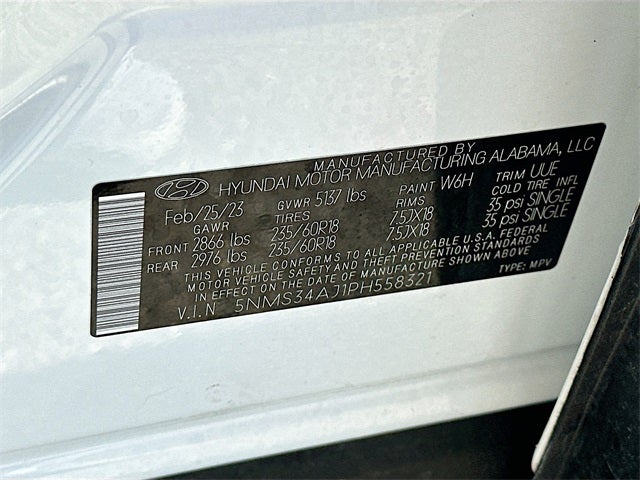 MANUFACTURED BY
HYUNDAI MOTOR MANUFACTURING ALABAMA, LLC
Feb/25/23 GVWR 5137 lbs PAINT W6H TRIM UUE
GAWR TIRES RIMS COLD TIRE INFL
FRONT 2866 lbs 235/60R18 7.5JX18 35 psi SINGLE
REAR 2976 lbs 235/60R18 7.5JX18 35 psi SINGLE
THIS VEHICLE CONFORMS TO ALL APPLICABLE U.S.A. FEDERAL
MOTOR VEHICLE SAFETY AND THEFT PREVENTION STANDARDS
IN EFFECT ON THE DATE OF MANUFACTURE SHOWN ABOVE.
V.I.N 5NMS34AJ1PH558321 TYPE: MPV